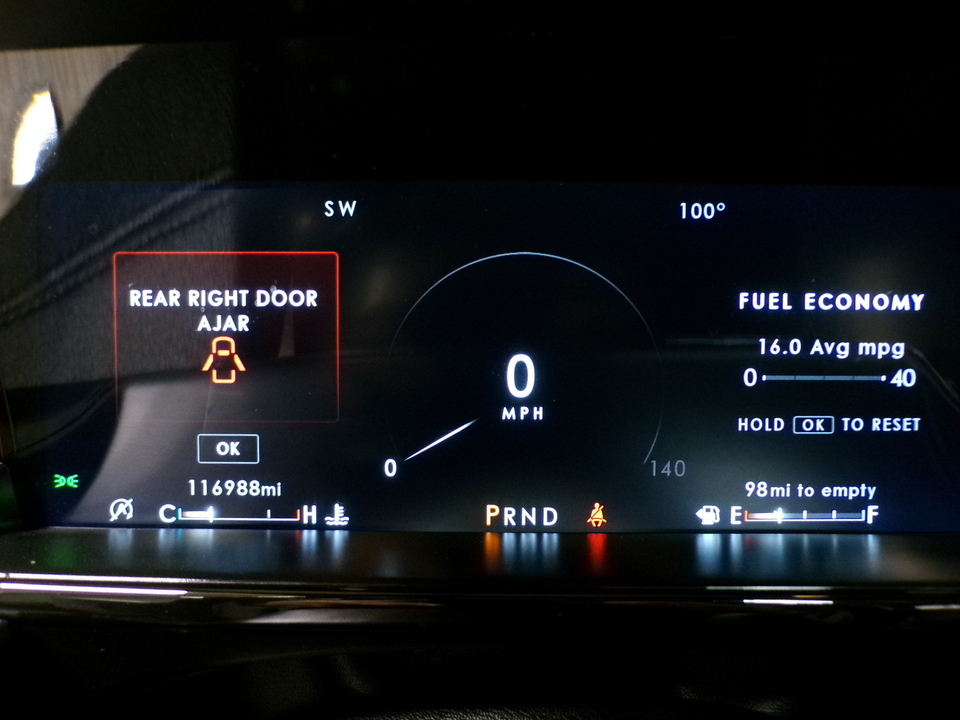 SW
100°
REAR RIGHT DOOR
AJAR
OK
116988mi
C H
0
MPH
0
140
PRND
FUEL ECONOMY
16.0 Avg mpg
0 40
HOLD OK TO RESET
98mi to empty
E F